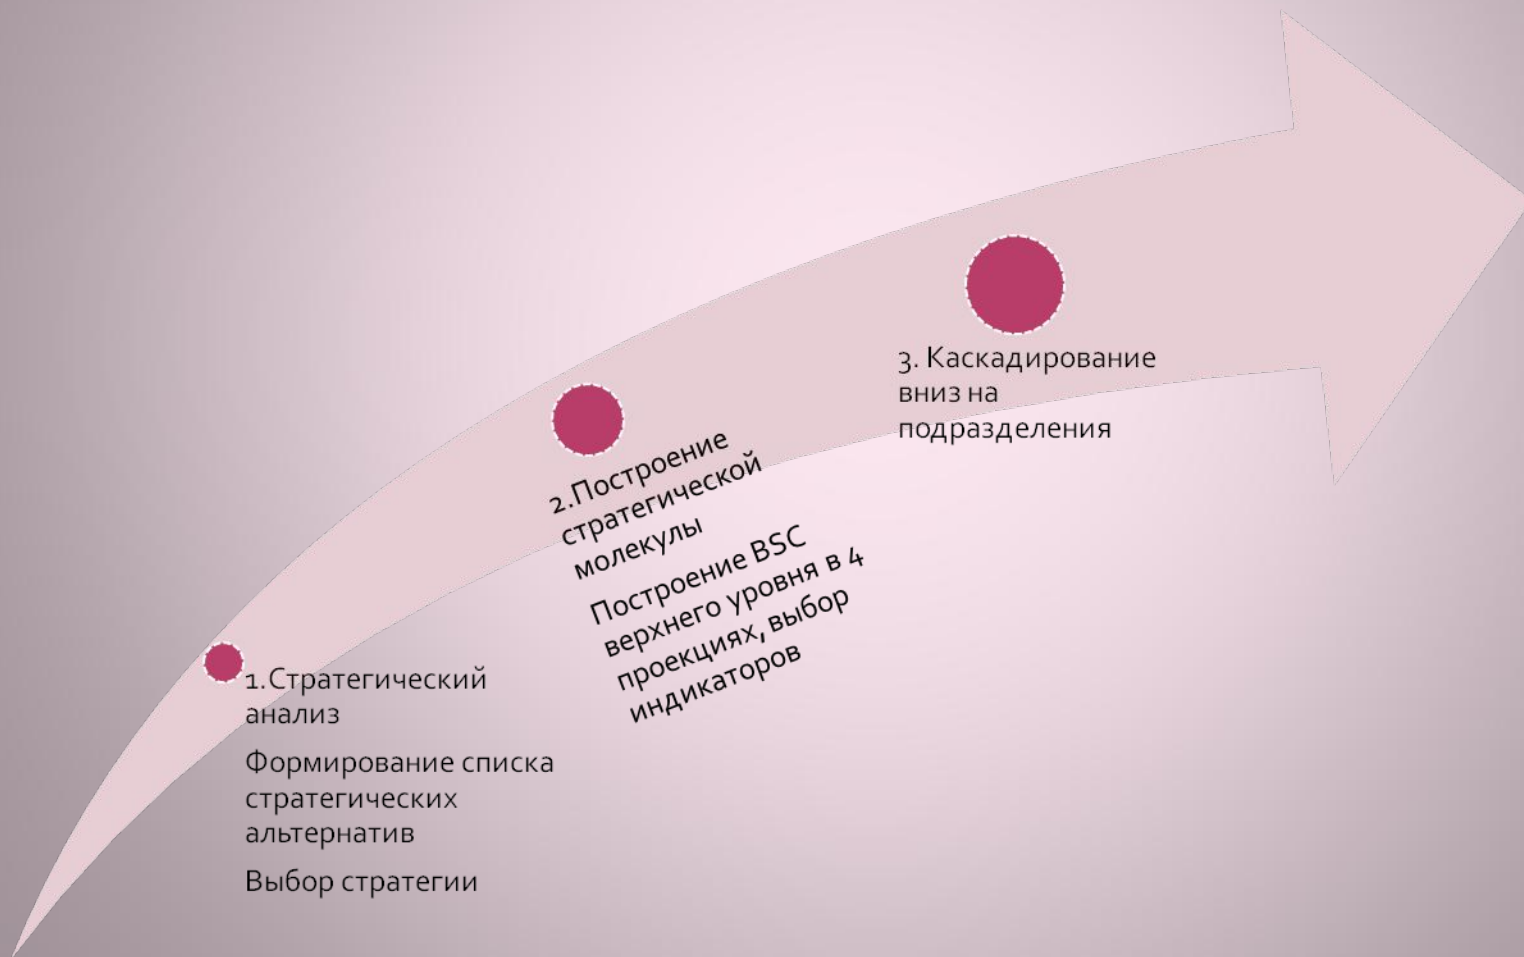 1.Стратегический
анализ
Формирование списка
стратегических
альтернатив
Выбор стратегии
2.Построение
стратегической
молекулы
Построение BSC
верхнего уровня в 4
проекциях, выбор
индикаторов
3. Каскадирование
вниз на
подразделения